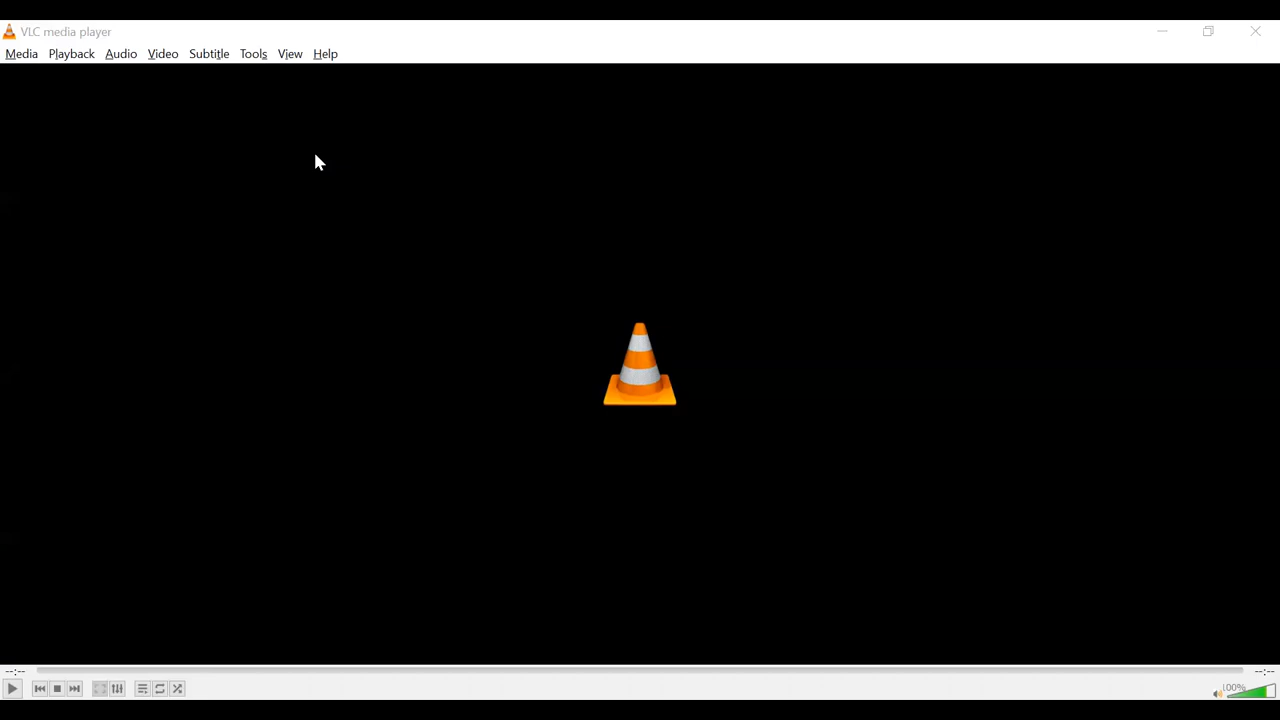 VLC media player
Media Playback Audio Video Subtitle Tools View Help
--:-- --:--
100%